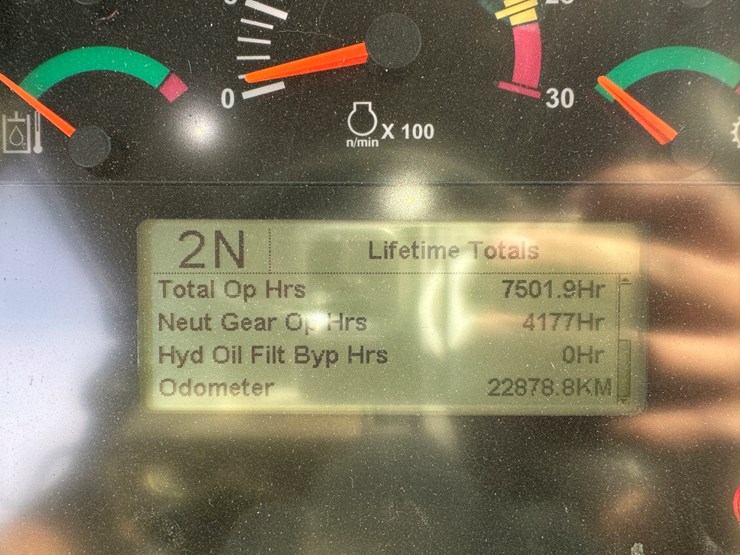 0
30
n/min X 100
2N Lifetime Totals
Total Op Hrs 7501.9Hr
Neut Gear Op Hrs 4177Hr
Hyd Oil Filt Byp Hrs 0Hr
Odometer 22878.8KM